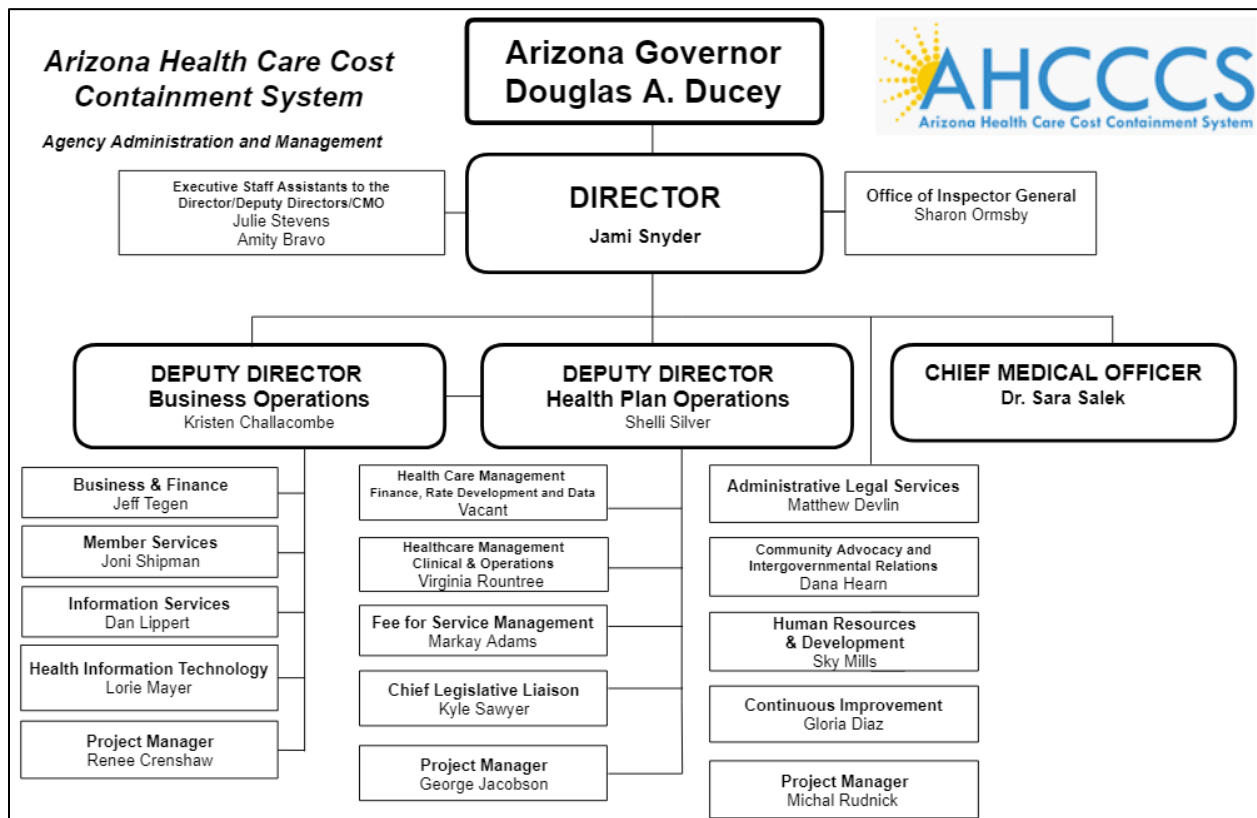 Arizona Health Care Cost
Containment System
Agency Administration and Management
Arizona Governor
Douglas A. Ducey
AHCCCS
Arizona Health Care Cost Containment System
Executive Staff Assistants to the
Director/Deputy Directors/CMO
Julie Stevens
Amity Bravo
DIRECTOR
Jami Snyder
Office of Inspector General
Sharon Ormsby
DEPUTY DIRECTOR
Business Operations
Kristen Challacombe
DEPUTY DIRECTOR
Health Plan Operations
Shelli Silver
CHIEF MEDICAL OFFICER
Dr. Sara Salek
Business & Finance
Jeff Tegen
Member Services
Joni Shipman
Information Services
Dan Lippert
Health Information Technology
Lorie Mayer
Project Manager
Renee Crenshaw
Health Care Management
Finance, Rate Development and Data
Vacant
Healthcare Management
Clinical & Operations
Virginia Rountree
Fee for Service Management
Markay Adams
Chief Legislative Liaison
Kyle Sawyer
Project Manager
George Jacobson
Administrative Legal Services
Matthew Devlin
Community Advocacy and
Intergovernmental Relations
Dana Hearn
Human Resources
& Development
Sky Mills
Continuous Improvement
Gloria Diaz
Project Manager
Michal Rudnick